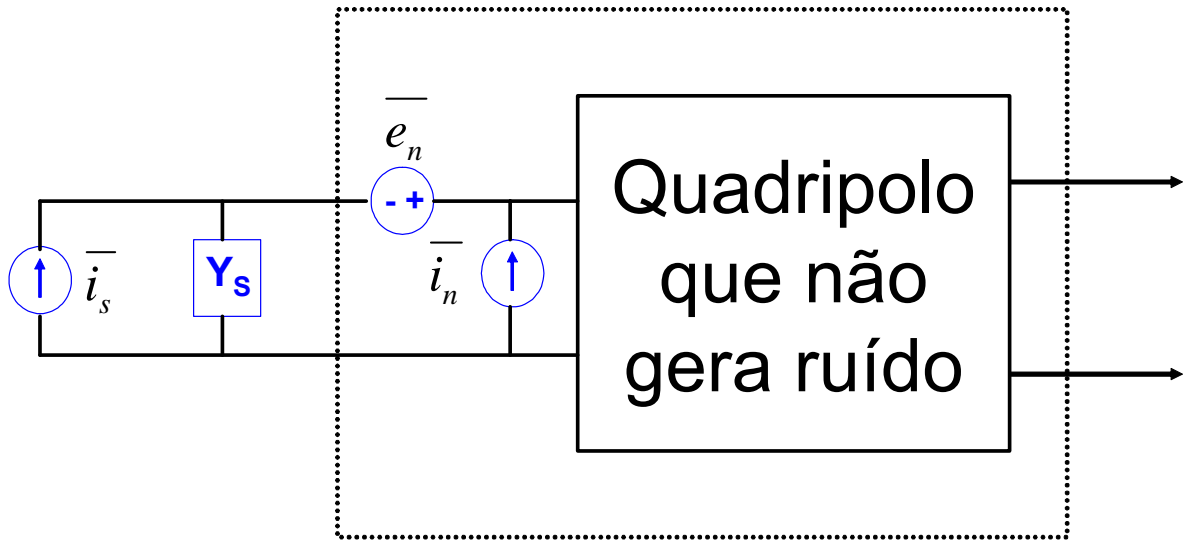 e_n
- +
i_s
Y_S
i_n
Quadripolo
que não
gera ruído